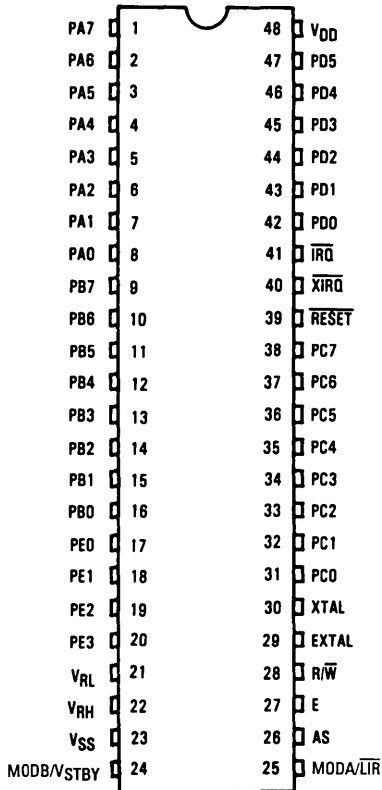 PA7 1 48 VDD
PA6 2 47 PD5
PA5 3 46 PD4
PA4 4 45 PD3
PA3 5 44 PD2
PA2 6 43 PD1
PA1 7 42 PD0
PA0 8 41 I̅R̅Q̅
PB7 9 40 X̅I̅R̅Q̅
PB6 10 39 R̅E̅S̅E̅T̅
PB5 11 38 PC7
PB4 12 37 PC6
PB3 13 36 PC5
PB2 14 35 PC4
PB1 15 34 PC3
PB0 16 33 PC2
PE0 17 32 PC1
PE1 18 31 PC0
PE2 19 30 XTAL
PE3 20 29 EXTAL
VRL 21 28 R/W̅
VRH 22 27 E
VSS 23 26 AS
MODB/VSTBY 24 25 MODA/L̅I̅R̅